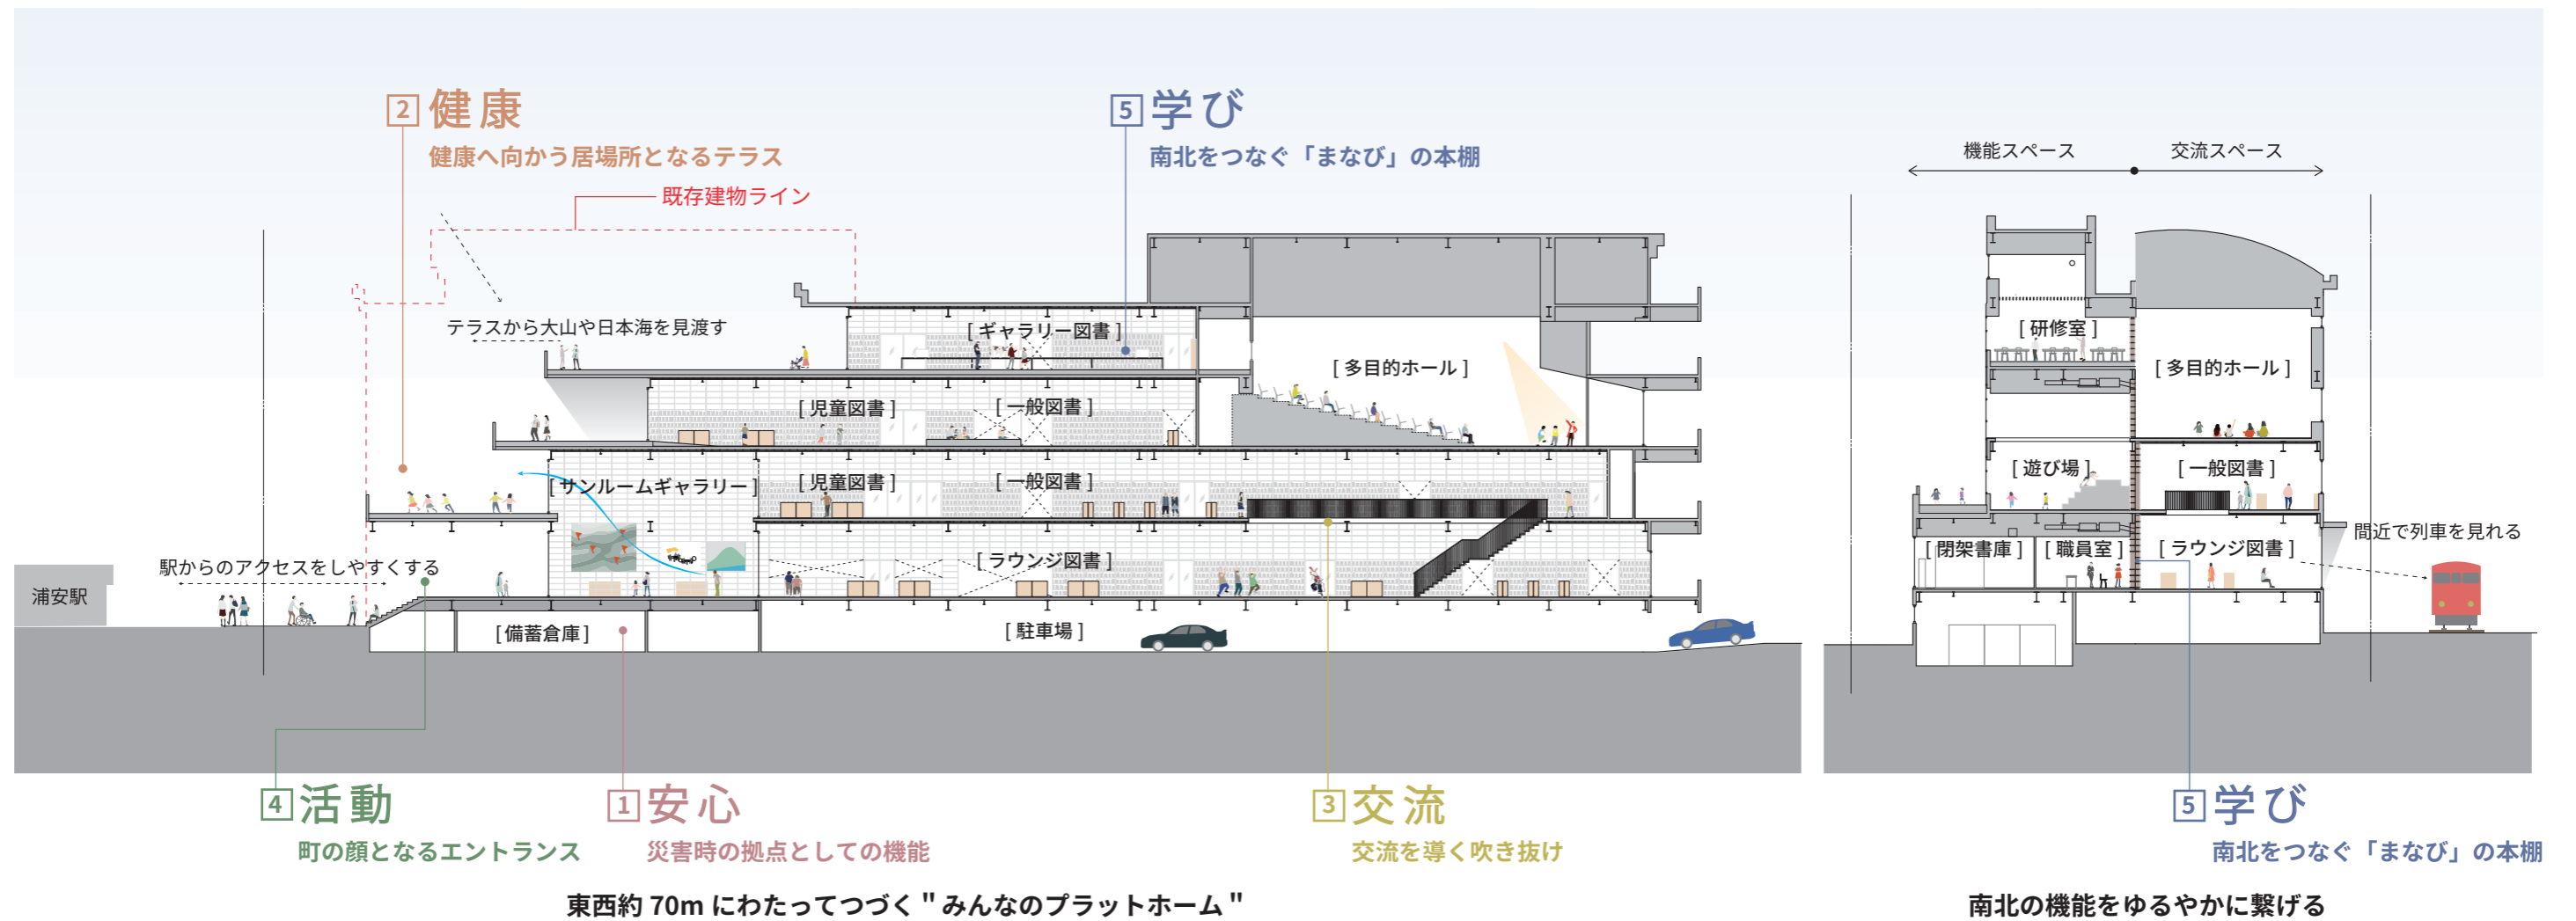 2 健康
健康へ向かう居場所となるテラス
既存建物ライン
5 学び
南北をつなぐ「まなび」の本棚
機能スペース
交流スペース
テラスから大山や日本海を見渡す
[ ギャラリー図書 ]
[ 多目的ホール ]
[ 児童図書 ]
[ 一般図書 ]
[ サンルームギャラリー ]
[ 児童図書 ]
[ 一般図書 ]
[ ラウンジ図書 ]
駅からのアクセスをしやすくする
浦安駅
[ 備蓄倉庫 ]
[ 駐車場 ]
[ 研修室 ]
[ 多目的ホール ]
[ 遊び場 ]
[ 一般図書 ]
[ 閉架書庫 ]
[ 職員室 ]
[ ラウンジ図書 ]
間近で列車を見れる
4 活動
町の顔となるエントランス
1 安心
災害時の拠点としての機能
3 交流
交流を導く吹き抜け
5 学び
南北をつなぐ「まなび」の本棚
東西約 70m にわたってつづく " みんなのプラットホーム "
南北の機能をゆるやかに繋げる